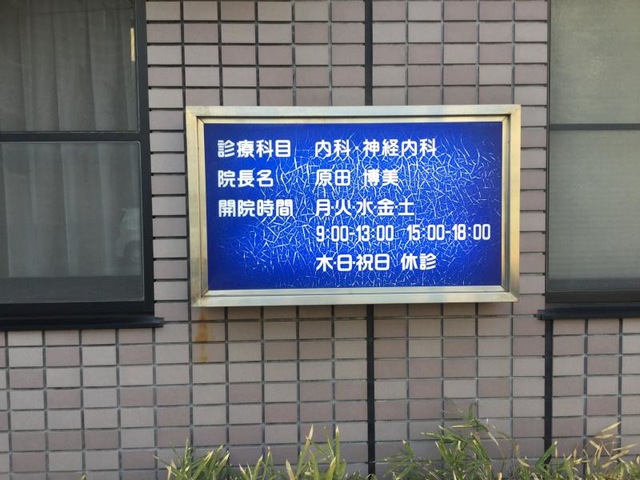 診療科目 内科・神経内科
院長名 原田 博美
開院時間 月・火・水・金・土
9:00-13:00 15:00-18:00
木・日・祝日 休診